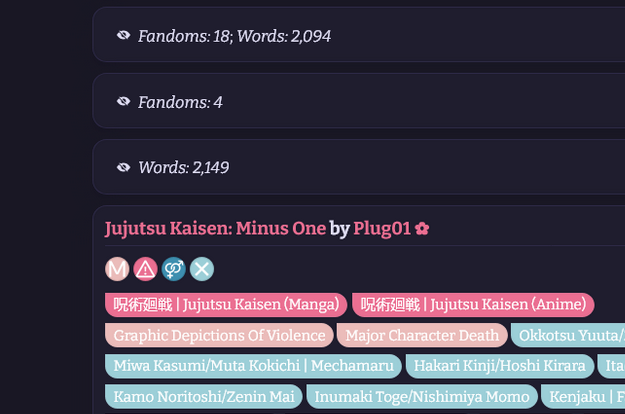 Fandoms: 18; Words: 2,094
Fandoms: 4
Words: 2,149
Jujutsu Kaisen: Minus One by Plug01 ✿
M
呪術廻戦 | Jujutsu Kaisen (Manga) 呪術廻戦 | Jujutsu Kaisen (Anime)
Graphic Depictions Of Violence Major Character Death Okkotsu Yuuta/
Miwa Kasumi/Muta Kokichi | Mechamaru Hakari Kinji/Hoshi Kirara Ita
Kamo Noritoshi/Zenin Mai Inumaki Toge/Nishimiya Momo Kenjaku | F